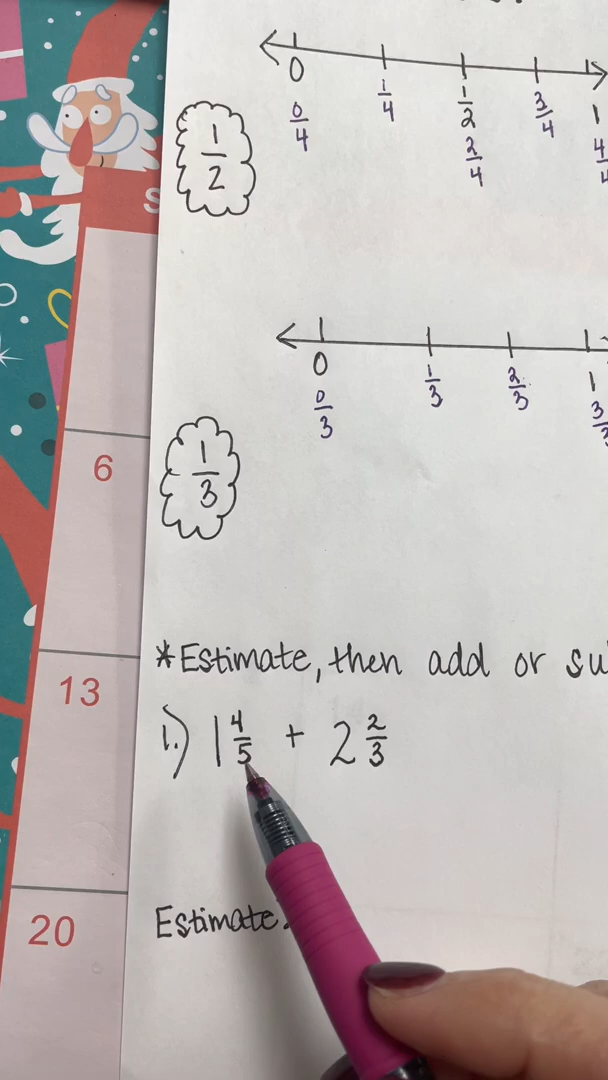 0 1/4 1/2 3/4 1
0/4 2/4
1/2
0 1/3 2/3 1
0/3
1/3
6
*Estimate, then add or
13
1.) 1 4/5 + 2 2/3
20
Estimate: